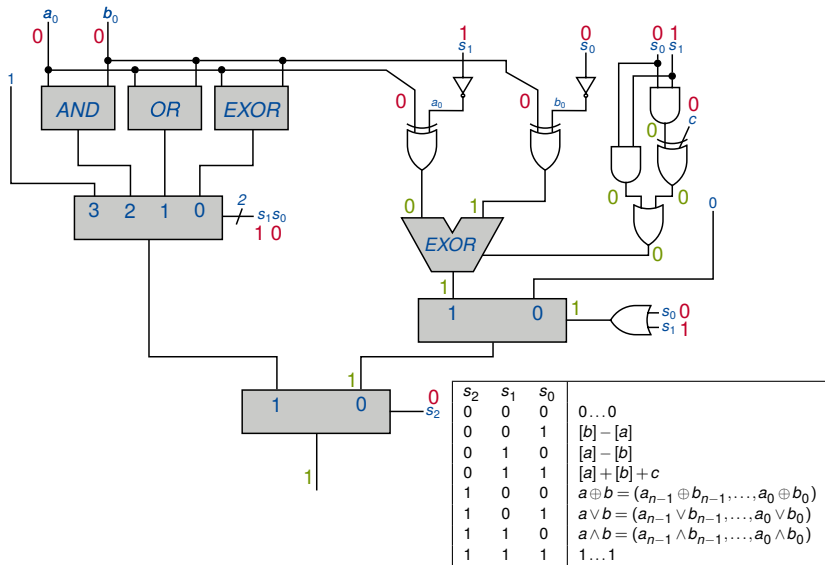 a₀ b₀ 1 0 0 1
0 0 s₁ s₀ s₀ s₁
1
AND OR EXOR 0 a₀ 0 b₀ 0 c
0
3 2 1 0 2 s₁s₀ 0 1 0 0 0
1 0 EXOR 0
1
1 0 1 s₀ 0
s₁ 1
1 0
1 0 s₂
1
s₂ s₁ s₀
0 0 0 0…0
0 0 1 [b]−[a]
0 1 0 [a]−[b]
0 1 1 [a]+[b]+c
1 0 0 a⊕b=(aₙ₋₁⊕bₙ₋₁,…,a₀⊕b₀)
1 0 1 a∨b=(aₙ₋₁∨bₙ₋₁,…,a₀∨b₀)
1 1 0 a∧b=(aₙ₋₁∧bₙ₋₁,…,a₀∧b₀)
1 1 1 1…1